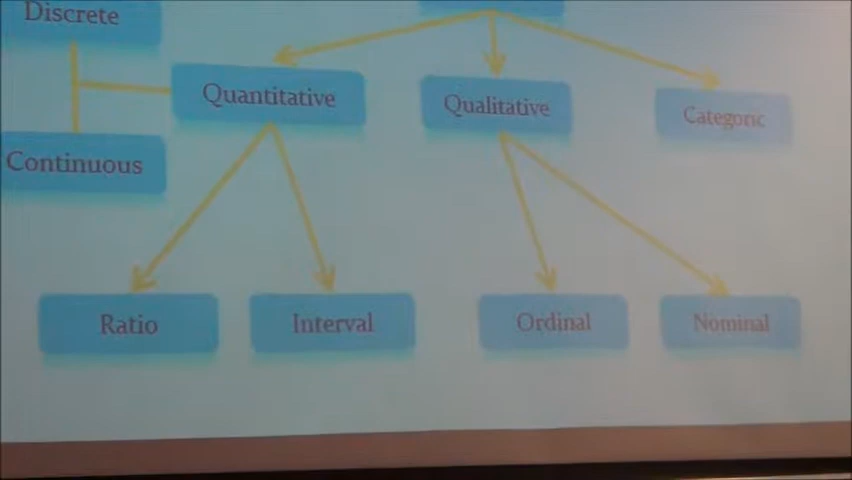 Discrete
Quantitative
Qualitative
Categoric
Continuous
Ratio
Interval
Ordinal
Nominal